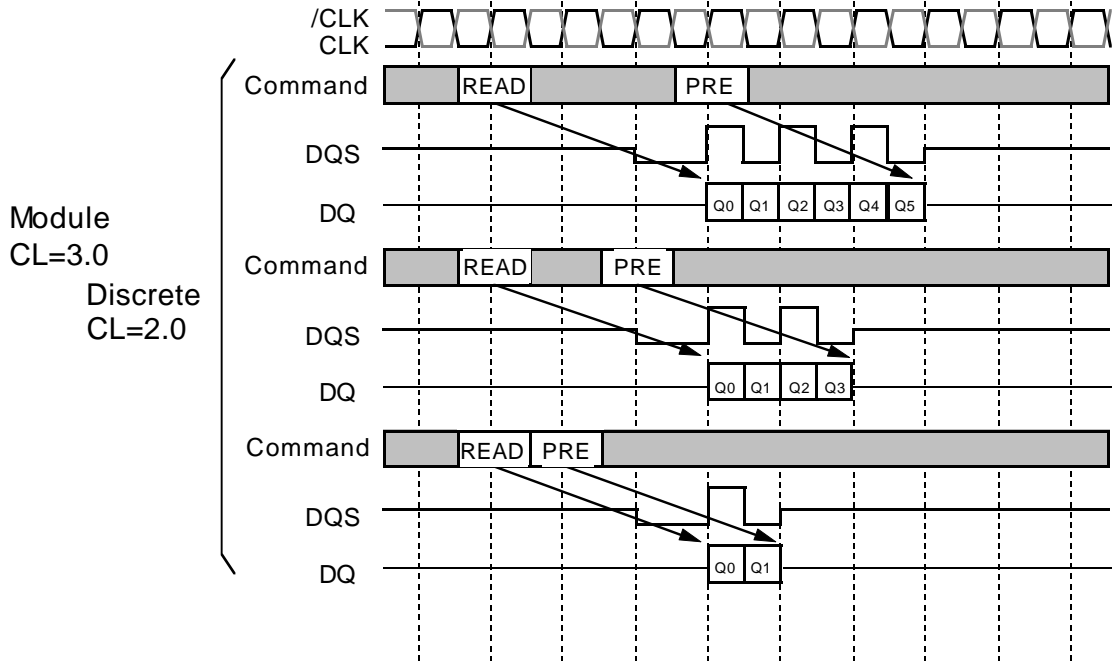 /CLK
CLK
Command READ PRE
DQS
DQ Q0 Q1 Q2 Q3 Q4 Q5
Module
CL=3.0
Discrete
CL=2.0
Command READ PRE
DQS
DQ Q0 Q1 Q2 Q3
Command READ PRE
DQS
DQ Q0 Q1